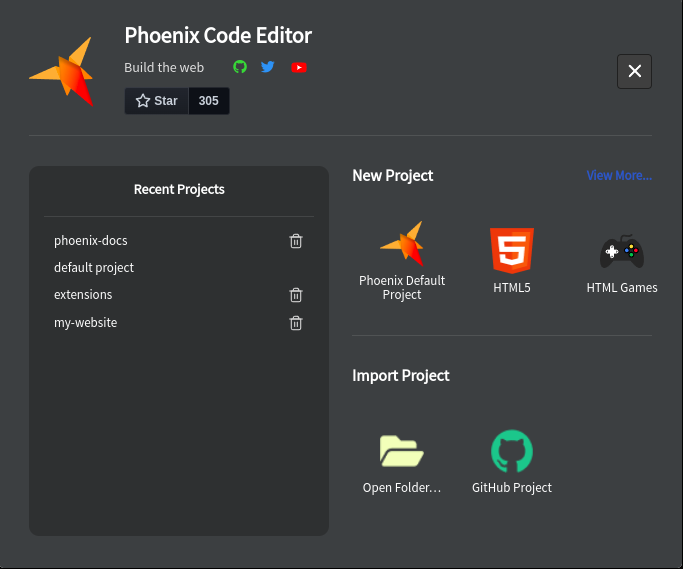 Phoenix Code Editor
Build the web
Star 305
Recent Projects
phoenix-docs
default project
extensions
my-website
New Project
View More...
Phoenix Default
Project
HTML5
HTML Games
Import Project
Open Folder...
GitHub Project